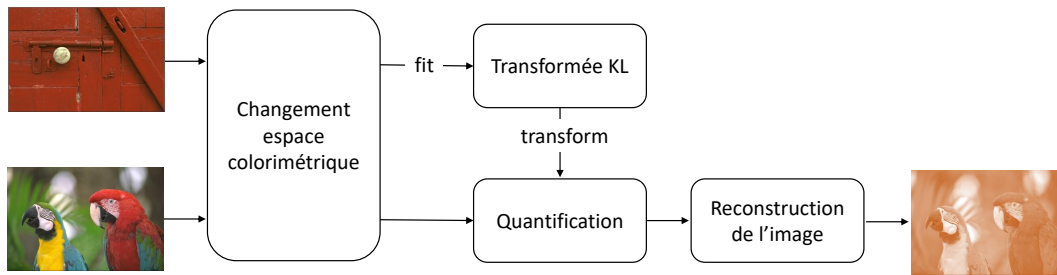 Changement
espace
colorimétrique
fit
Transformée KL
transform
Quantification
Reconstruction
de l’image